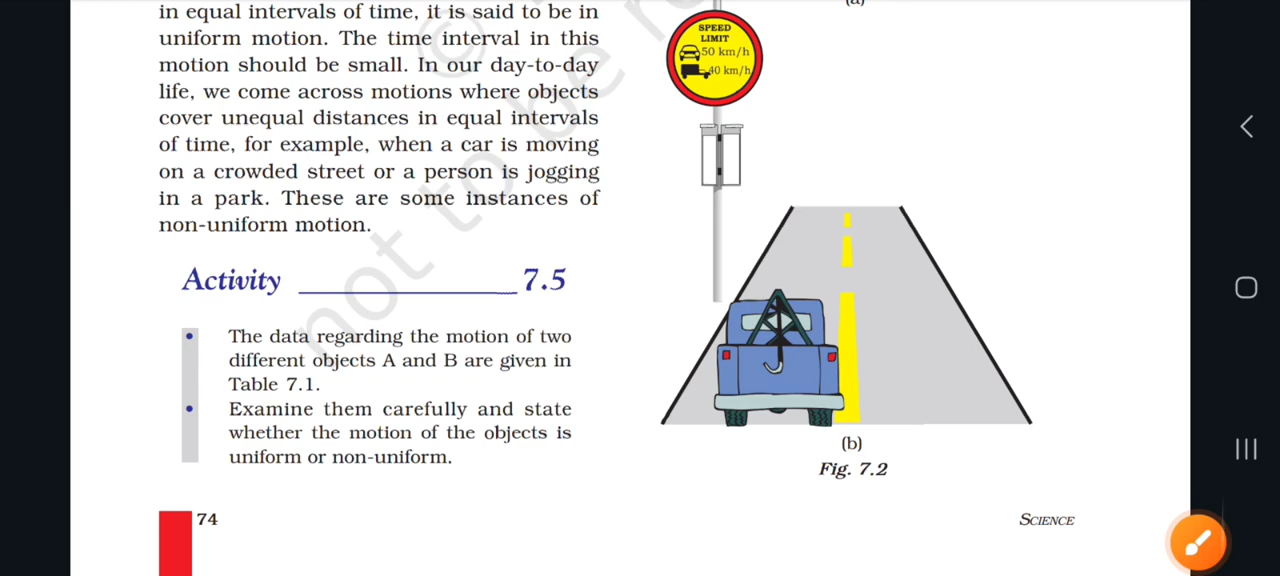 in equal intervals of time, it is said to be in
uniform motion. The time interval in this
motion should be small. In our day-to-day
life, we come across motions where objects
cover unequal distances in equal intervals
of time, for example, when a car is moving
on a crowded street or a person is jogging
in a park. These are some instances of
non-uniform motion.
Activity 7.5
• The data regarding the motion of two
different objects A and B are given in
Table 7.1.
• Examine them carefully and state
whether the motion of the objects is
uniform or non-uniform.
74
(a)
SPEED
LIMIT
50 km/h
40 km/h
(b)
Fig. 7.2
SCIENCE
© not to be re